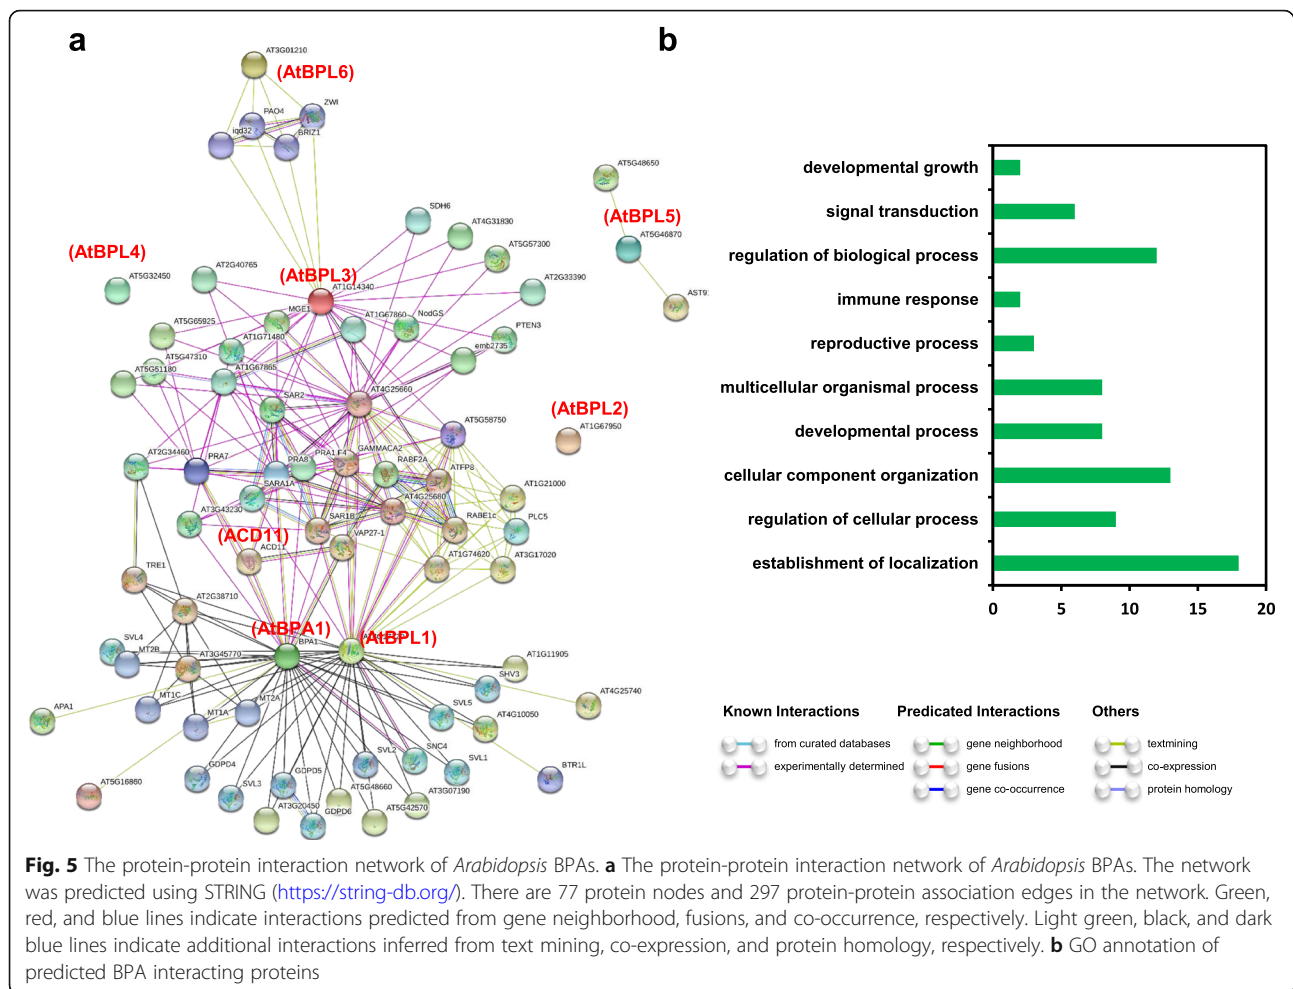 a
b
AT3G01210
(AtBPL6)
ZWI
PAO4
iqd32
BRIZ1
AT5G48650
(AtBPL5)
AT5G46870
SDH6
AT4G31830
(AtBPL4)
AT5G57300
AT2G40765
(AtBPL3)
AT5G32450
AT1G14340
AT2G33390
AST91
MGE1
AT1G67860
NodGS
PTEN3
AT5G65925
AT1G71480
emb2735
AT5G47310
AT5G51180
AT1G67865
AT4G25660
SAR2
(AtBPL2)
AT5G58750
AT1G67950
AT2G34460
PRA7
PRA8
PRA1.F4
GAMMACA2
RABF2A
ATFP8
SARA1A
AT1G21000
AT3G43230
SAR1B
AT4G25680
RABE1c
PLC5
(ACD11)
ACD11
VAP27-1
AT1G74620
AT3G17020
TRE1
AT2G38710
(AtBPA1)
(AtBPL1)
SVL4
MT2B
AT3G45770
BPA1
AT1G11905
SHV3
MT1C
MT2A
AT4G25740
SVL5
APA1
MT1A
AT4G10050
SVL2
SNC4
GDPD4
GDPD5
SVL1
BTR1L
AT5G16860
SVL3
AT5G48660
AT3G07190
AT3G20450
GDPD6
AT5G42570
developmental growth
signal transduction
regulation of biological process
immune response
reproductive process
multicellular organismal process
developmental process
cellular component organization
regulation of cellular process
establishment of localization
0 5 10 15 20
Known Interactions Predicated Interactions Others
from curated databases gene neighborhood textmining
experimentally determined gene fusions co-expression
gene co-occurrence protein homology
Fig. 5 The protein-protein interaction network of Arabidopsis BPAs. a The protein-protein interaction network of Arabidopsis BPAs. The network
was predicted using STRING (https://string-db.org/). There are 77 protein nodes and 297 protein-protein association edges in the network. Green,
red, and blue lines indicate interactions predicted from gene neighborhood, fusions, and co-occurrence, respectively. Light green, black, and dark
blue lines indicate additional interactions inferred from text mining, co-expression, and protein homology, respectively. b GO annotation of
predicted BPA interacting proteins